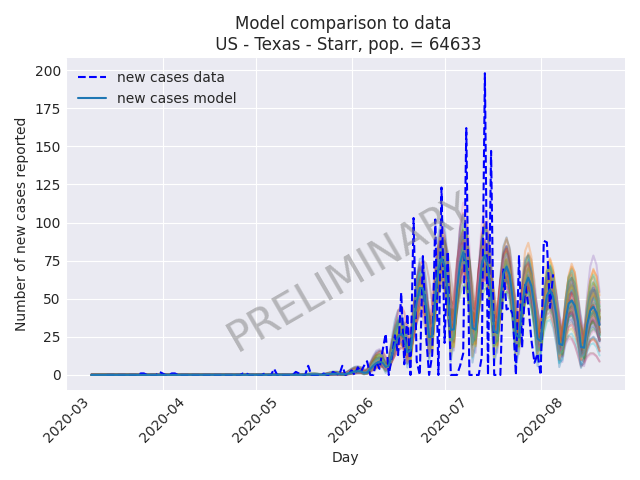 Model comparison to data
US - Texas - Starr, pop. = 64633
new cases data
new cases model
Number of new cases reported
200
175
150
125
100
75
50
25
0
PRELIMINARY
2020-03
2020-04
2020-05
2020-06
2020-07
2020-08
Day